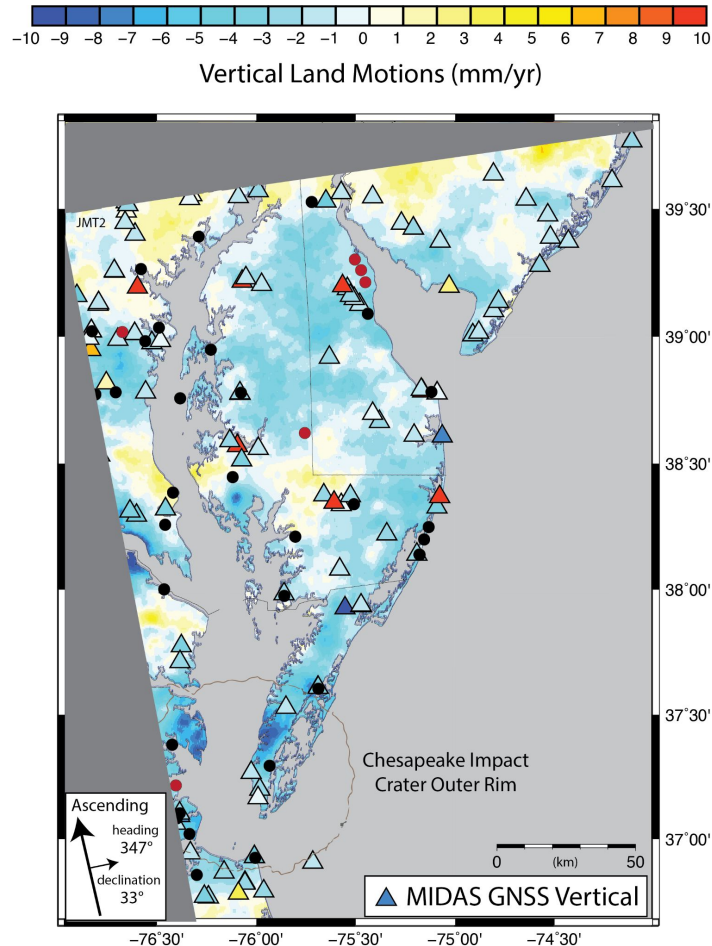 -10 -9 -8 -7 -6 -5 -4 -3 -2 -1 0 1 2 3 4 5 6 7 8 9 10
Vertical Land Motions (mm/yr)
JMT2
39°30'
39°00'
38°30'
38°00'
37°30'
Chesapeake Impact
Crater Outer Rim
Ascending
heading
347°
declination
33°
37°00'
0 (km) 50
MIDAS GNSS Vertical
-76°30' -76°00' -75°30' -75°00' -74°30'